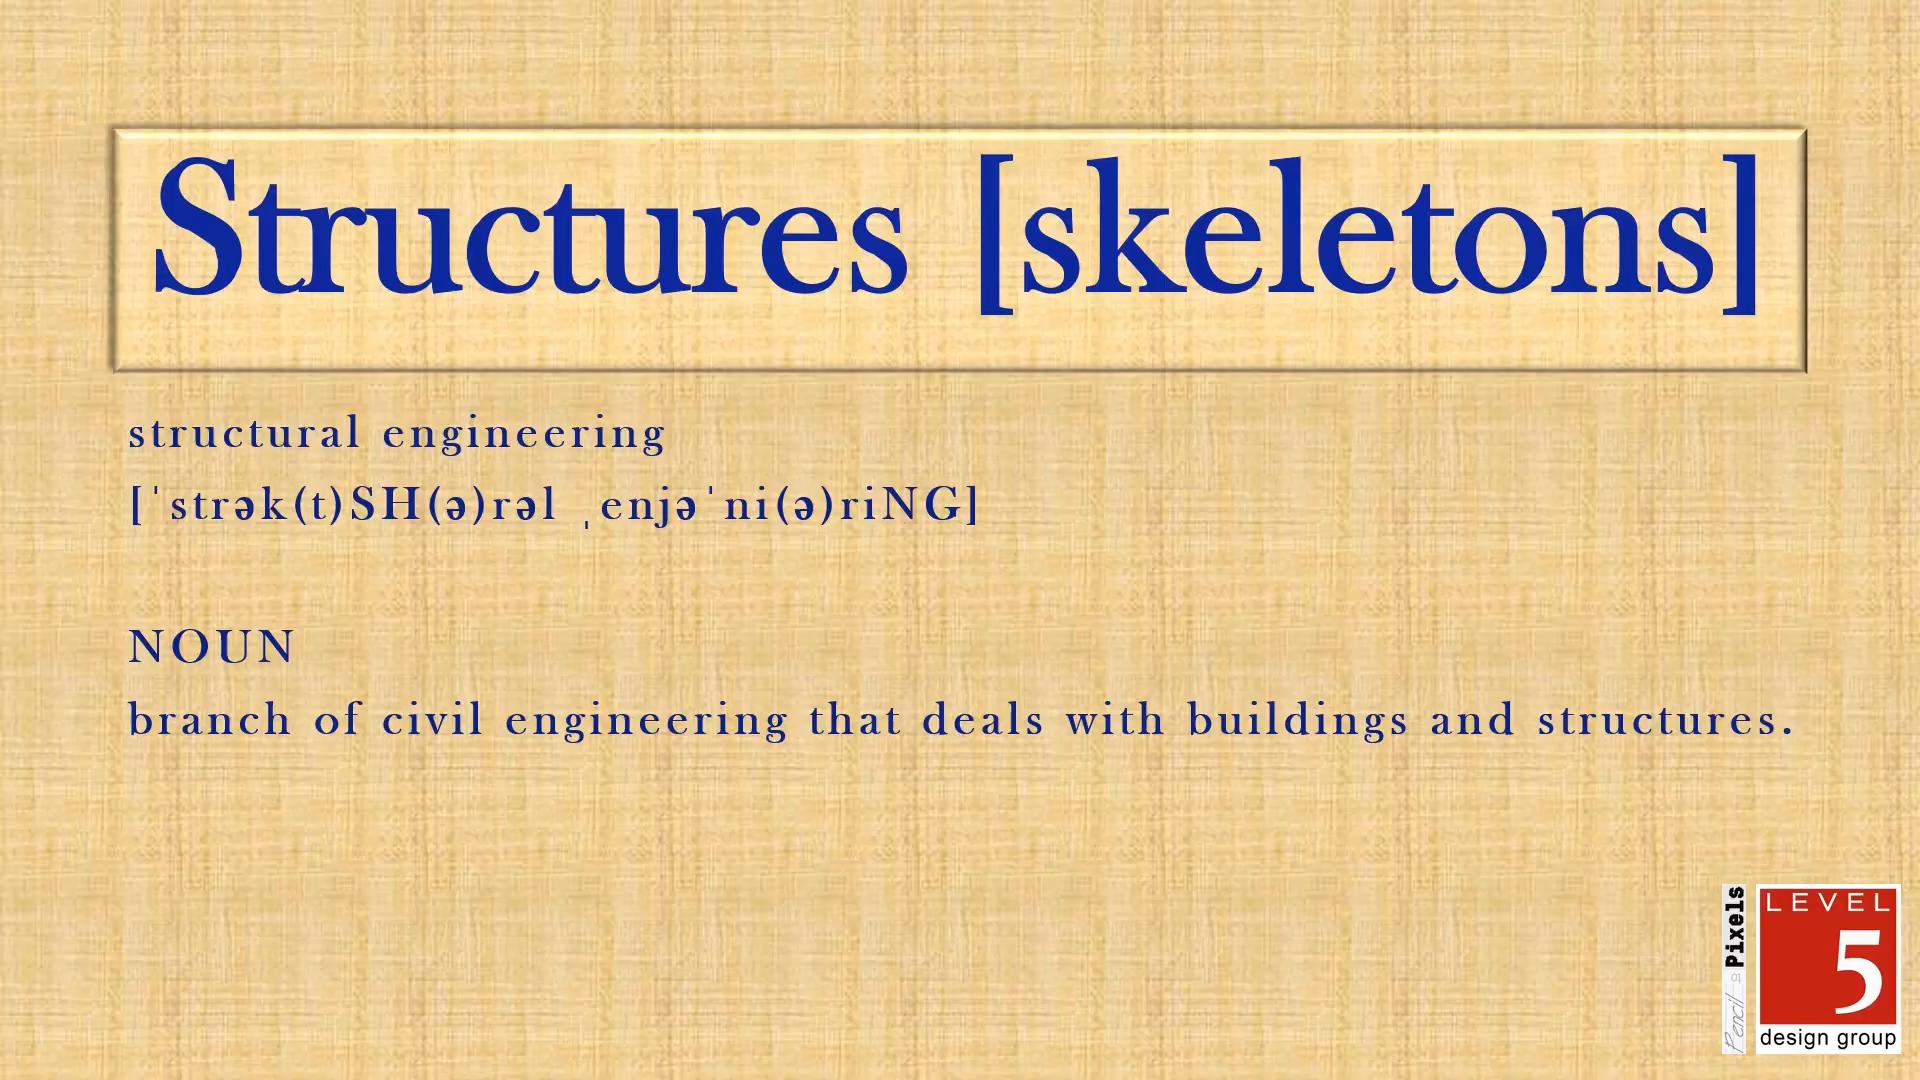 Structures [skeletons]
structural engineering
[ˈstrək(t)SH(ə)rəl ˌenjəˈni(ə)riNG]
NOUN
branch of civil engineering that deals with buildings and structures.
Pencil to Pixels
LEVEL
5
design group